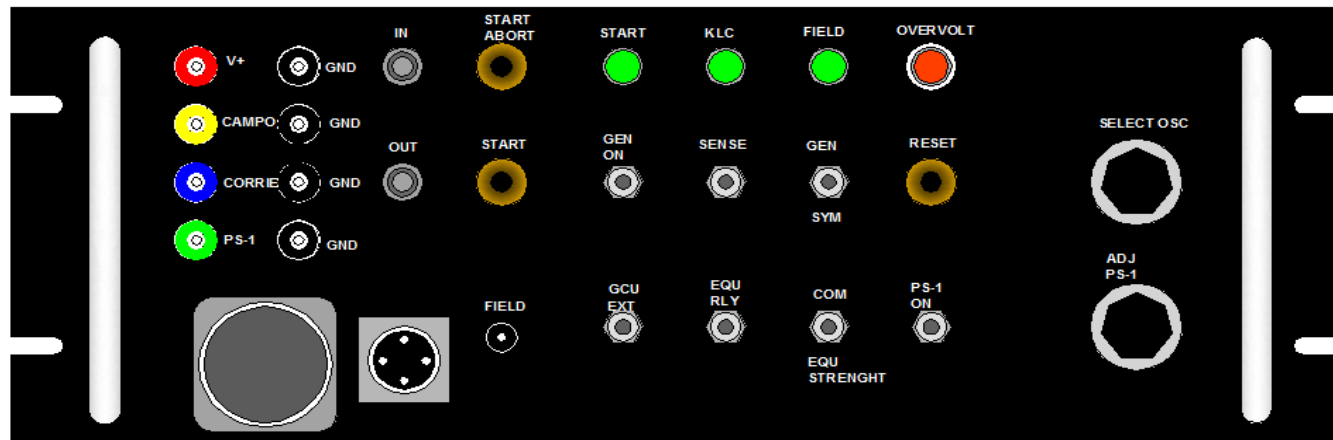 IN
START
ABORT
START
KLC
FIELD
OVERVOLT
V+
GND
CAMPO
GND
SELECT OSC
OUT
START
GEN
ON
SENSE
GEN
RESET
CORRIE
GND
SYM
PS-1
GND
ADJ
PS-1
FIELD
GCU
EXT
EQU
RLY
COM
PS-1
ON
EQU
STRENGHT